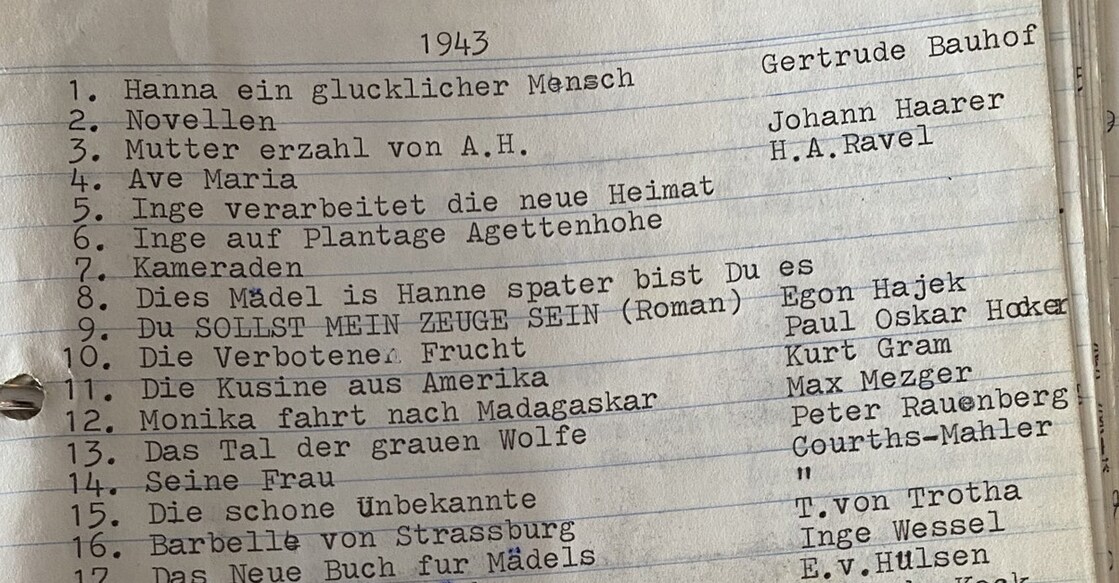 1943
1. Hanna ein glucklicher Mensch Gertrude Bauhof
2. Novellen
3. Mutter erzahl von A.H. Johann Haarer
4. Ave Maria H.A.Ravel
5. Inge verarbeitet die neue Heimat
6. Inge auf Plantage Agettenhohe
7. Kameraden
8. Dies Mädel is Hanne spater bist Du es
9. Du SOLLST MEIN ZEUGE SEIN (Roman) Egon Hajek
10. Die Verbotene Frucht Paul Oskar Hocker
11. Die Kusine aus Amerika Kurt Gram
12. Monika fahrt nach Madagaskar Max Mezger
13. Das Tal der grauen Wolfe Peter Rauenberg
14. Seine Frau Courths-Mahler
15. Die schone Unbekannte "
16. Barbelle von Strassburg T.von Trotha
17. Das Neue Buch fur Mädels Inge Wessel
E.v.Hülsen